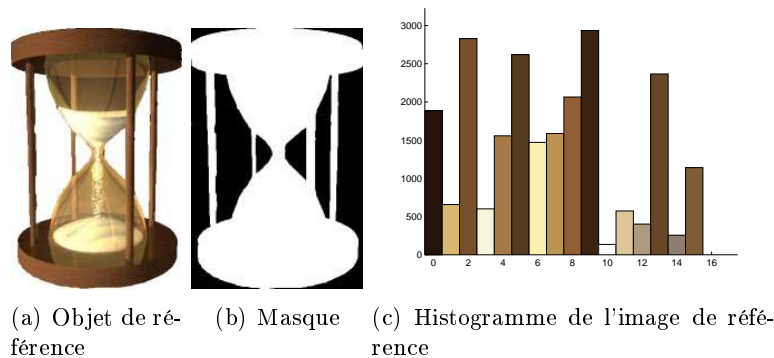 3000
2500
2000
1500
1000
500
0
0 2 4 6 8 10 12 14 16
(a) Objet de ré-
férence
(b) Masque
(c) Histogramme de l'image de réfé-
rence